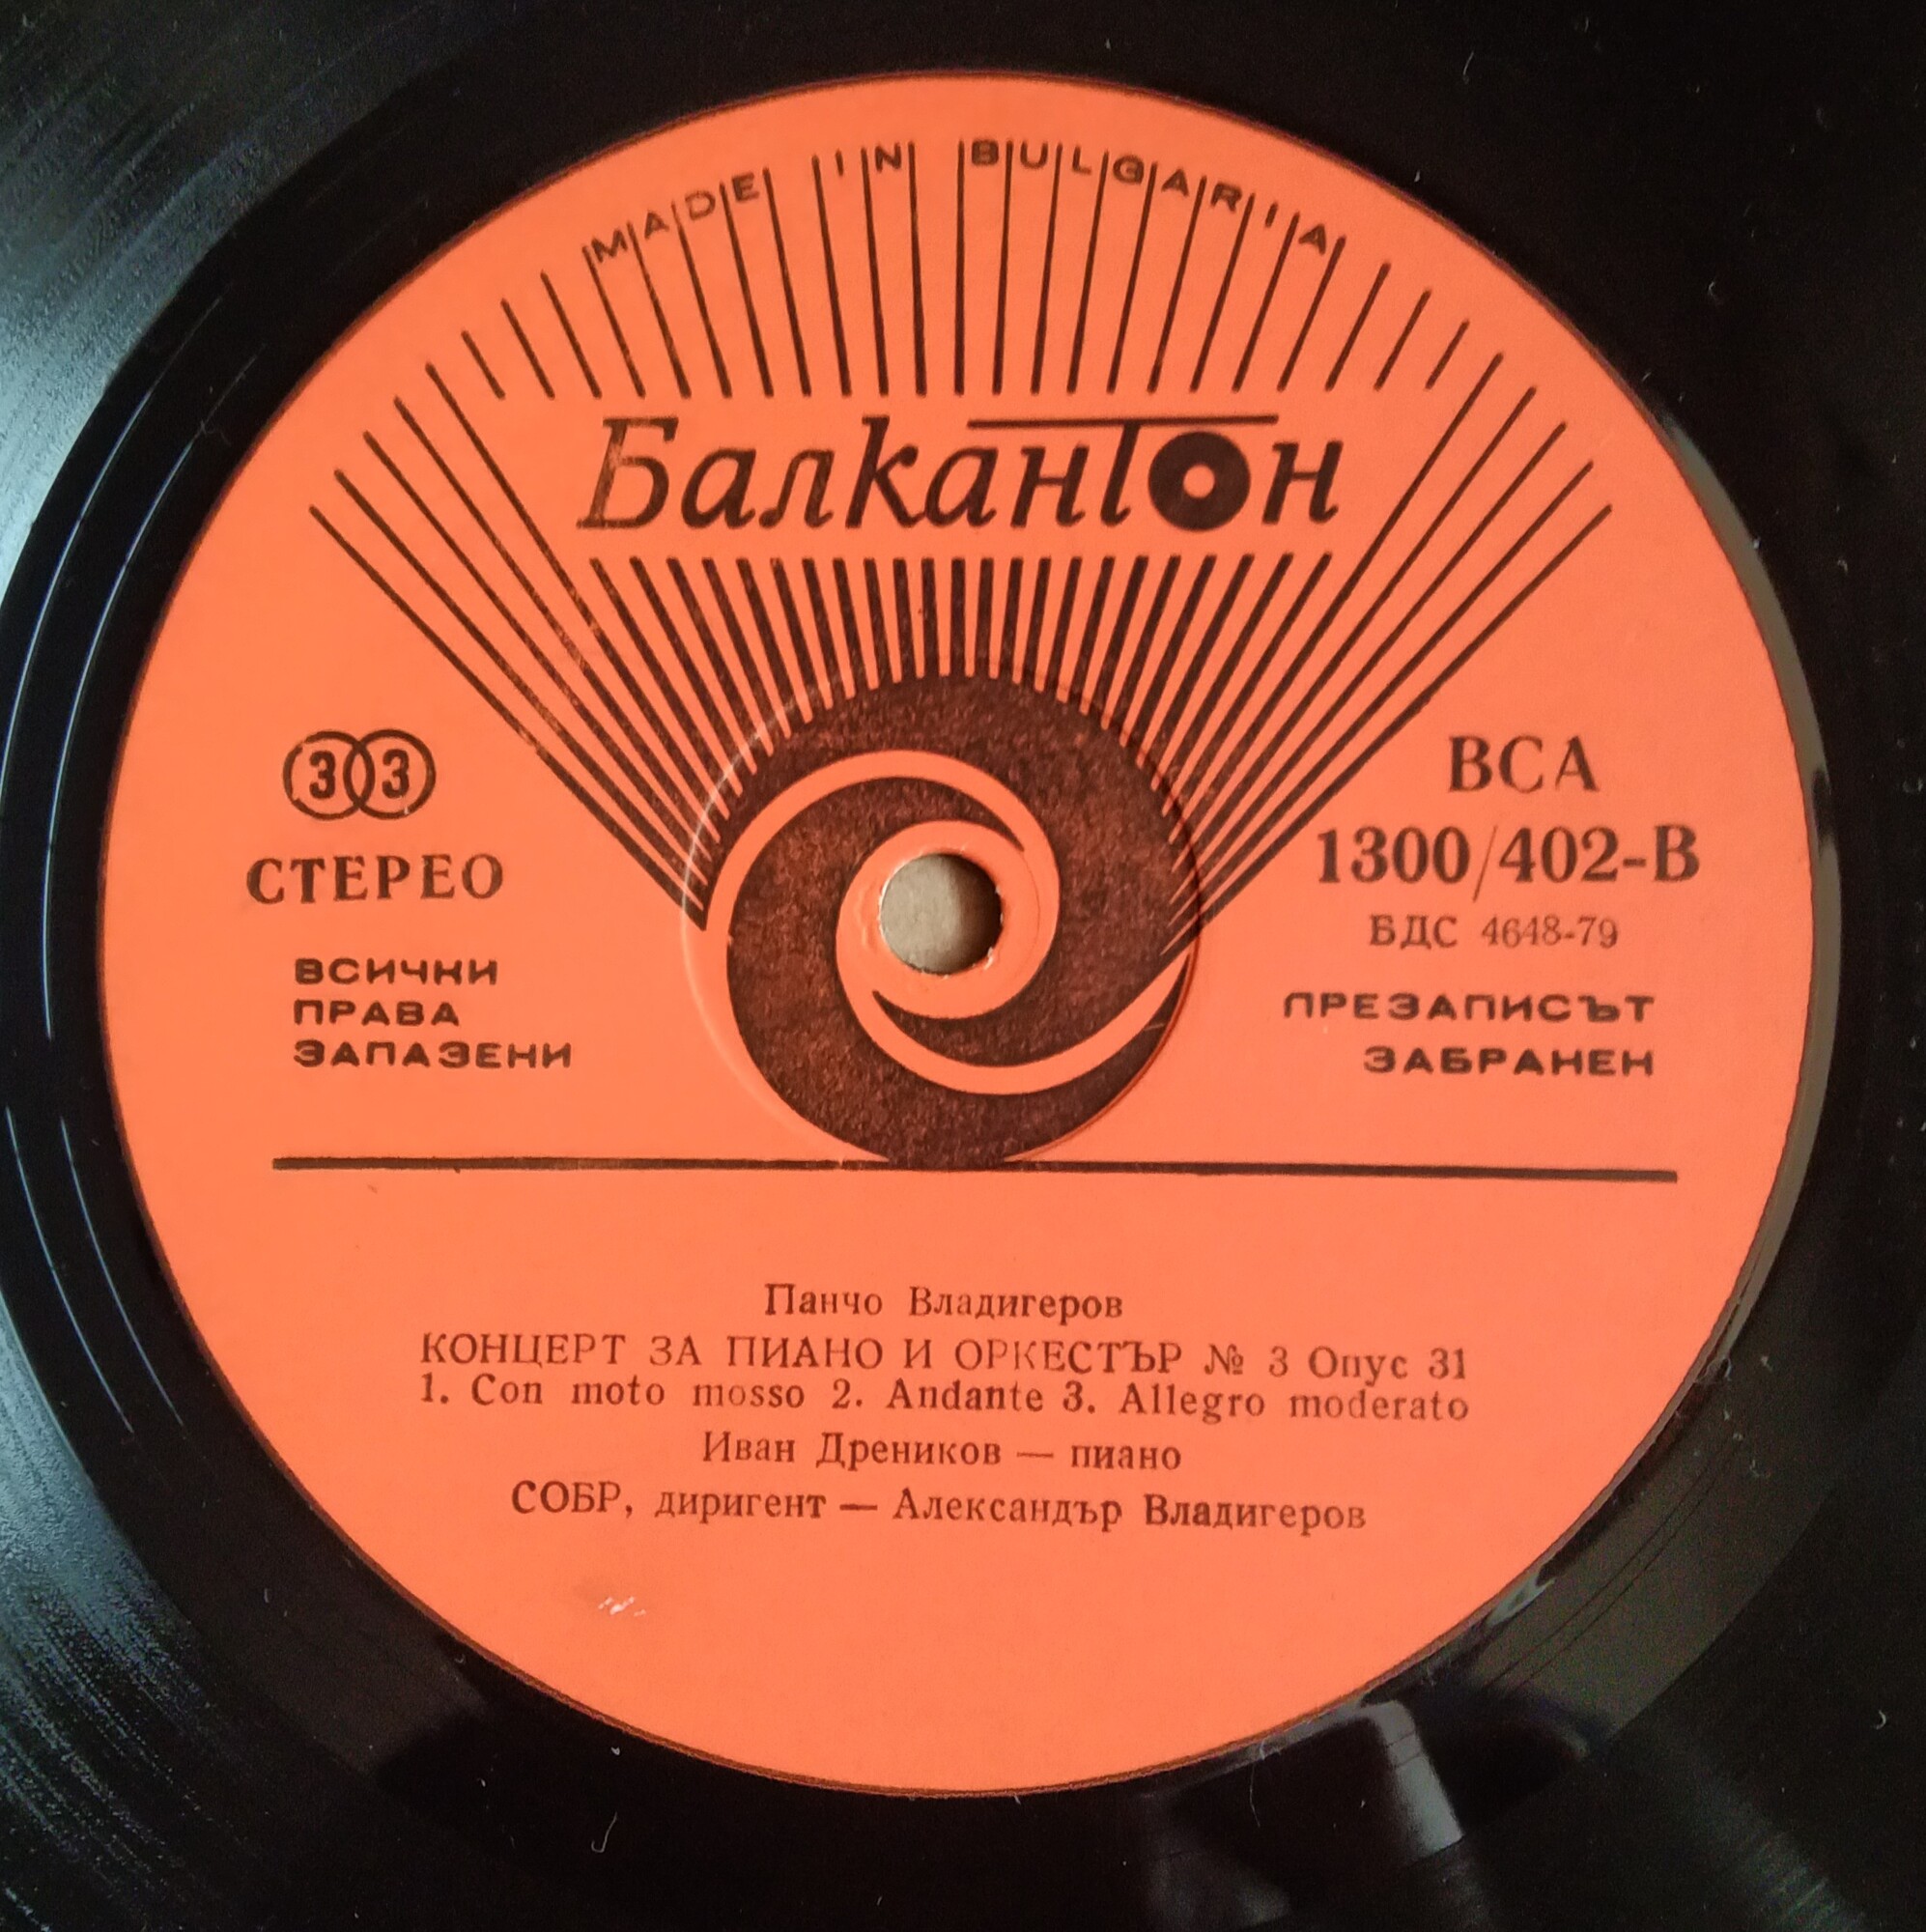 MADE IN BULGARIA
Балкантон
33
СТЕРЕО
ВСИЧКИ
ПРАВА
ЗАПАЗЕНИ
ВСА
1300/402-В
БДС 4648-79
ПРЕЗАПИСЪТ
ЗАБРАНЕН
Панчо Владигеров
КОНЦЕРТ ЗА ПИАНО И ОРКЕСТЪР № 3 Опус 31
1. Con moto mosso 2. Andante 3. Allegro moderato
Иван Дреников — пиано
СОБР, диригент — Александър Владигеров